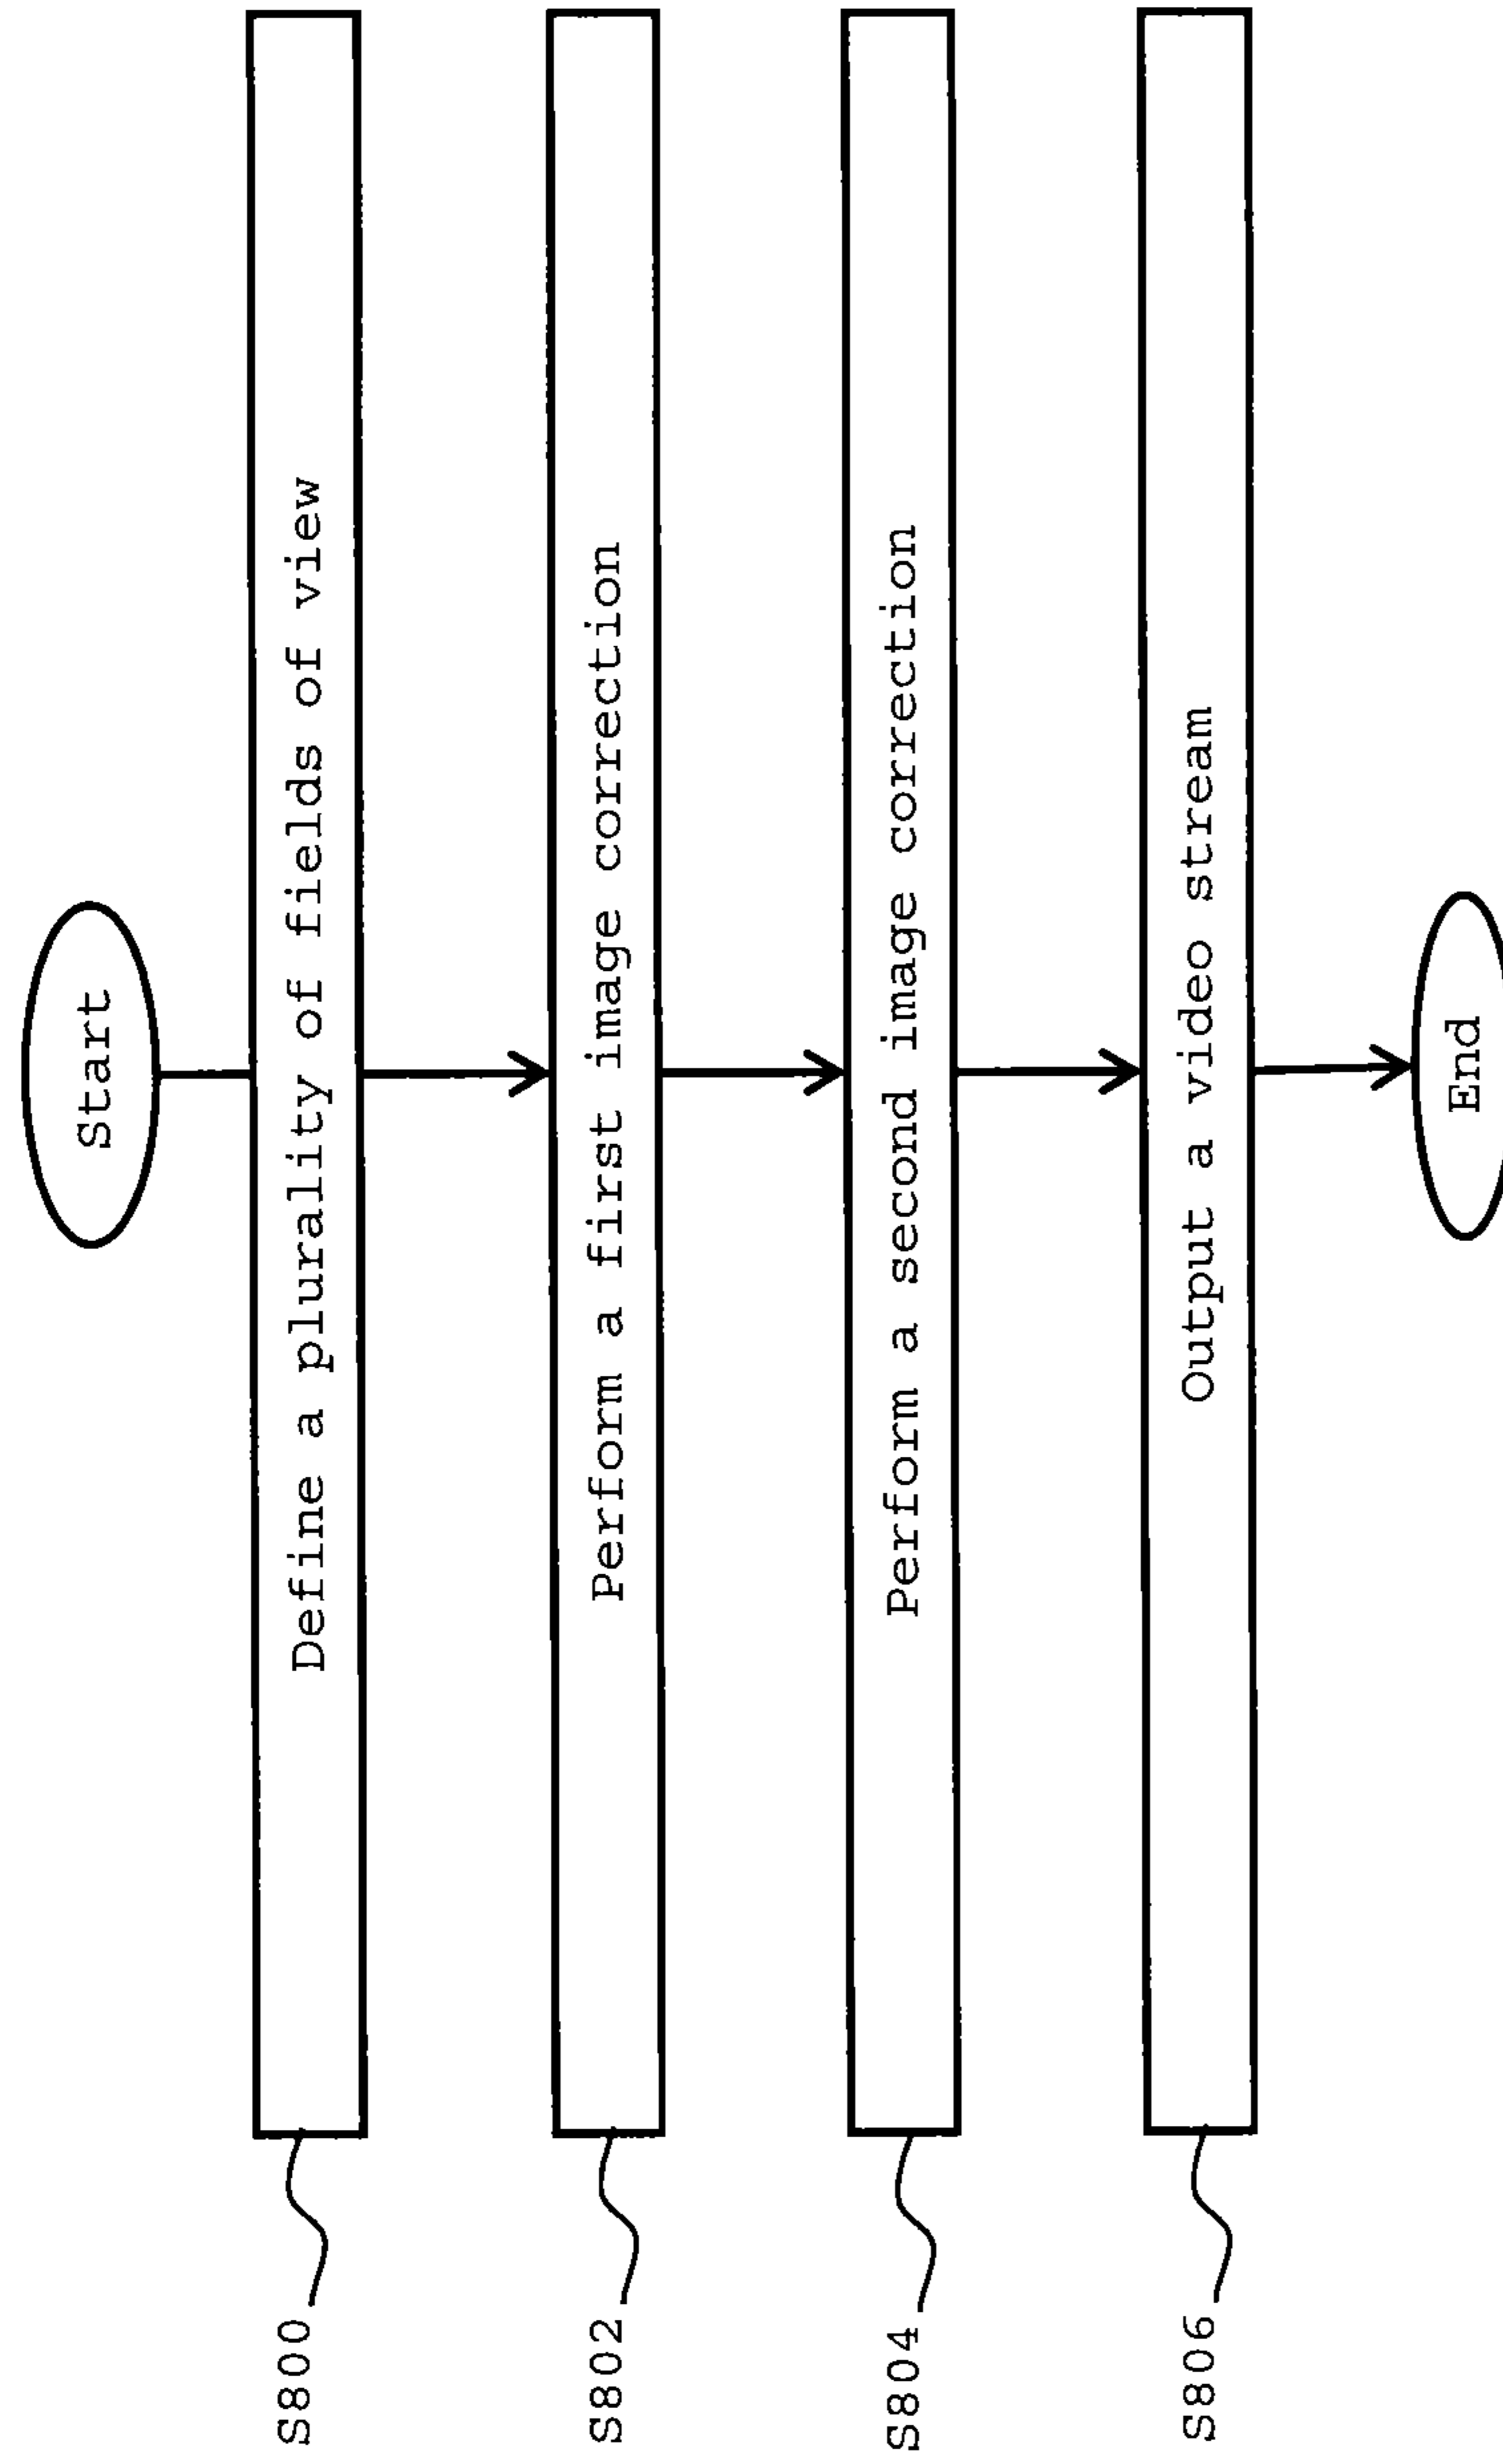 Start
S800
Define a plurality of fields of view
S802
Perform a first image correction
S804
Perform a second image correction
S806
Output a video stream
End